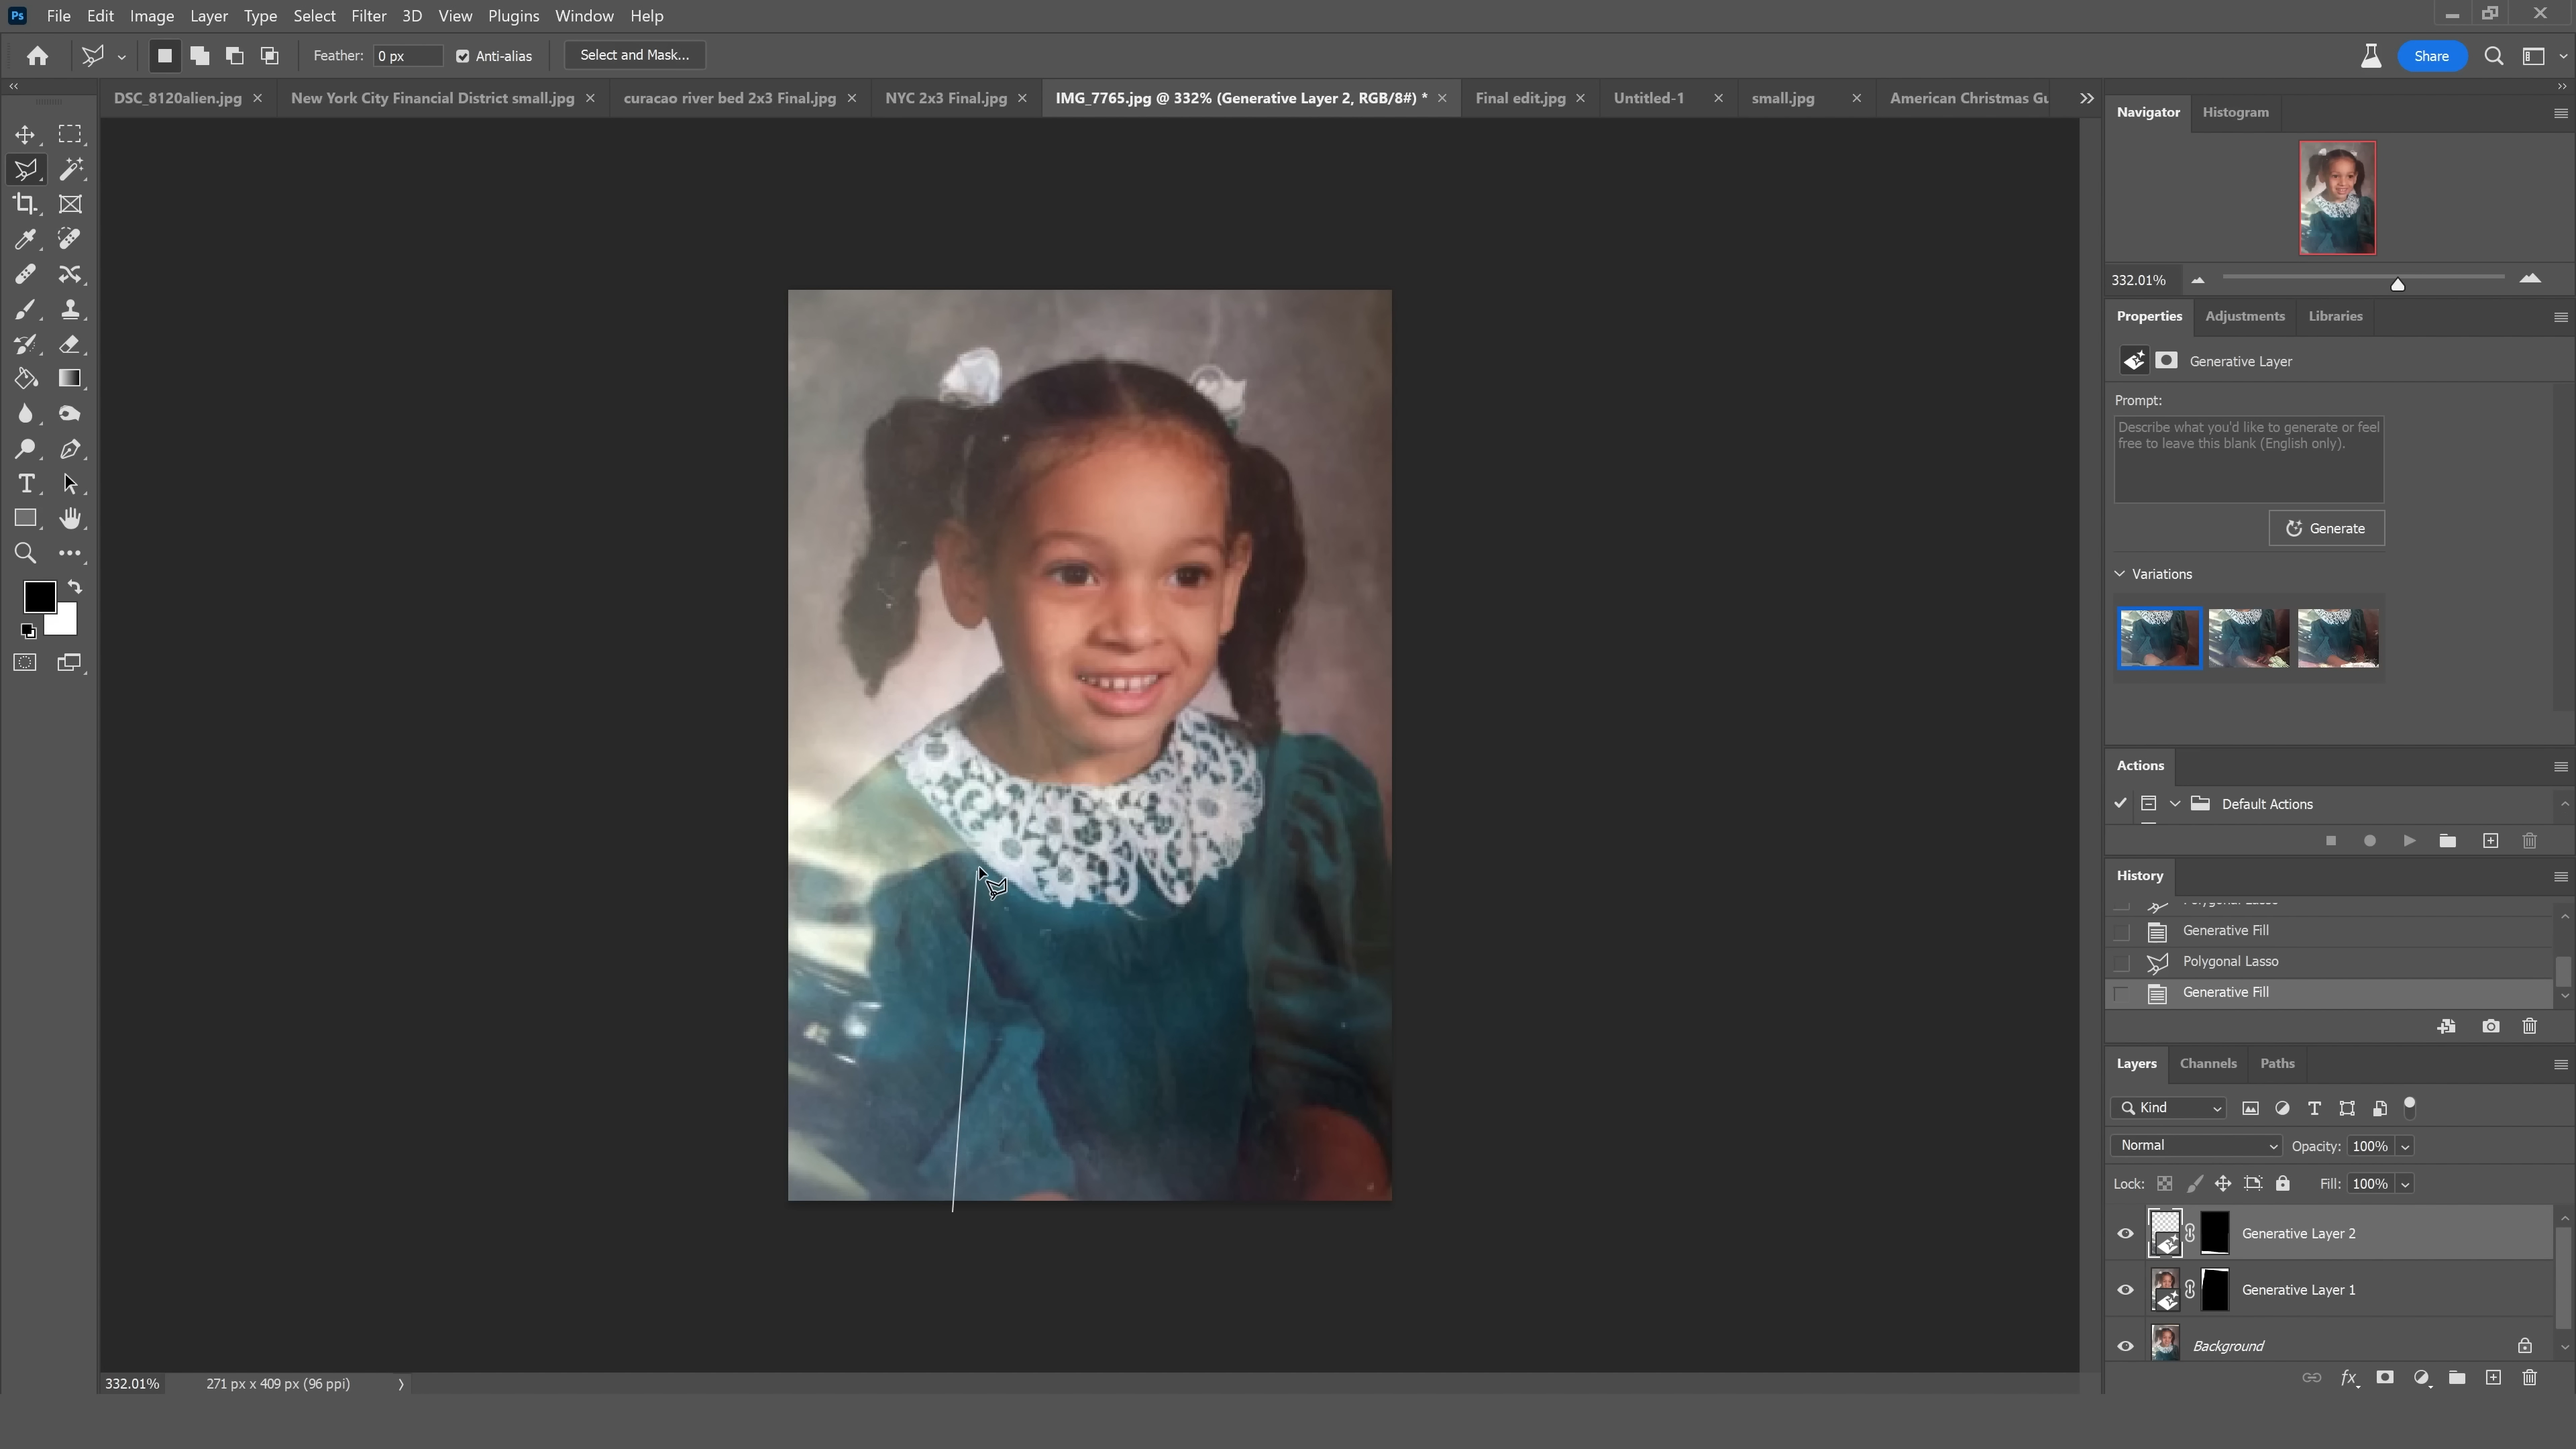 Ps File Edit Image Layer Type Select Filter 3D View Plugins Window Help
Feather: 0 px Anti-alias Select and Mask... Share
DSC_8120alien.jpg New York City Financial District small.jpg curacao river bed 2x3 Final.jpg NYC 2x3 Final.jpg IMG_7765.jpg @ 332% (Generative Layer 2, RGB/8#) * Final edit.jpg Untitled-1 small.jpg American Christmas
Navigator Histogram
332.01%
Properties Adjustments Libraries
Generative Layer
Prompt:
Describe what you'd like to generate or feel
free to leave this blank (English only).
Generate
Variations
Actions
Default Actions
History
Polygonal Lasso
Generative Fill
Polygonal Lasso
Generative Fill
Layers Channels Paths
Kind
Normal Opacity: 100%
Lock: Fill: 100%
Generative Layer 2
Generative Layer 1
Background
332.01% 271 px x 409 px (96 ppi)